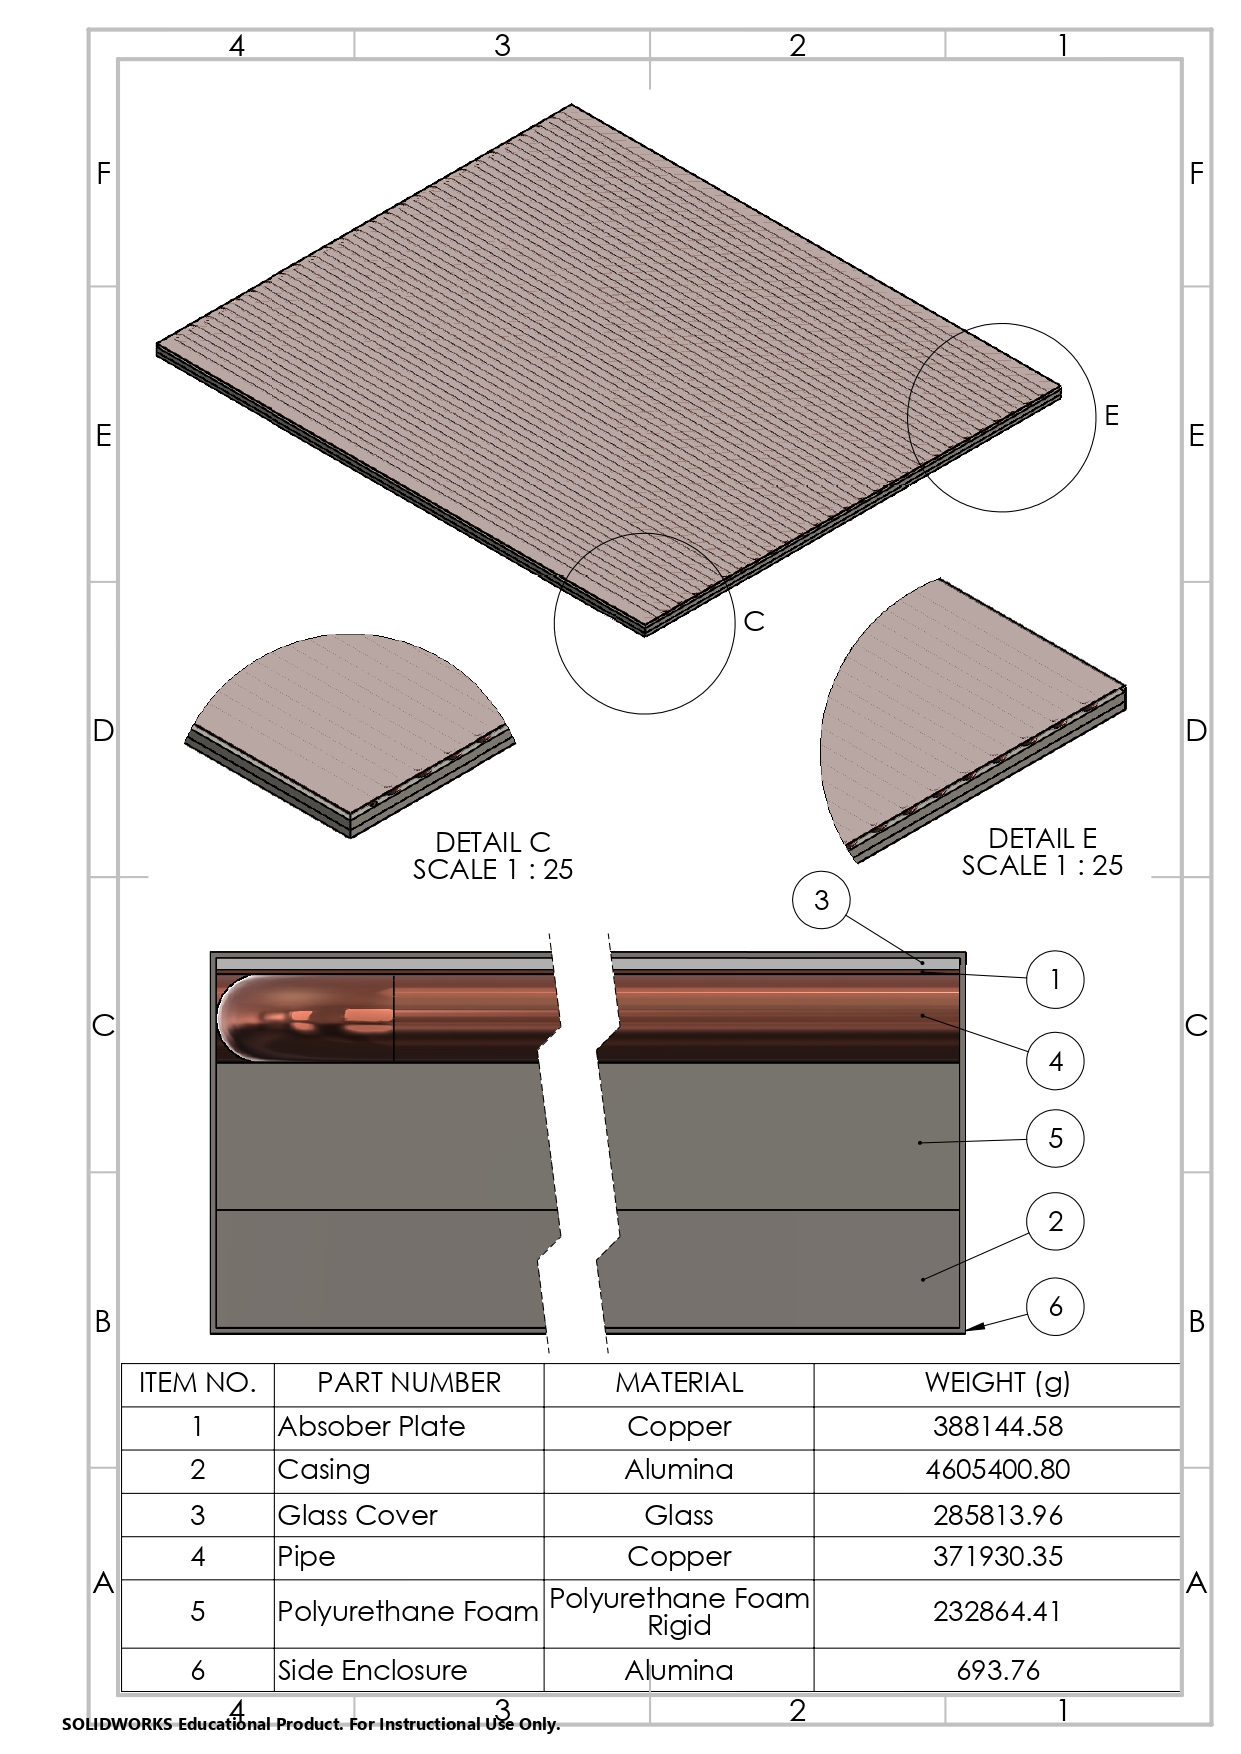 4 3 2 1
F F
E
C
E E
D D
DETAIL C
SCALE 1 : 25
DETAIL E
SCALE 1 : 25
3
1
C C
4
5
2
6
B B
ITEM NO. PART NUMBER MATERIAL WEIGHT (g)
1 Absober Plate Copper 388144.58
2 Casing Alumina 4605400.80
3 Glass Cover Glass 285813.96
4 Pipe Copper 371930.35
5 Polyurethane Foam Polyurethane Foam
Rigid 232864.41
6 Side Enclosure Alumina 693.76
A A
4 3 2 1
SOLIDWORKS Educational Product. For Instructional Use Only.